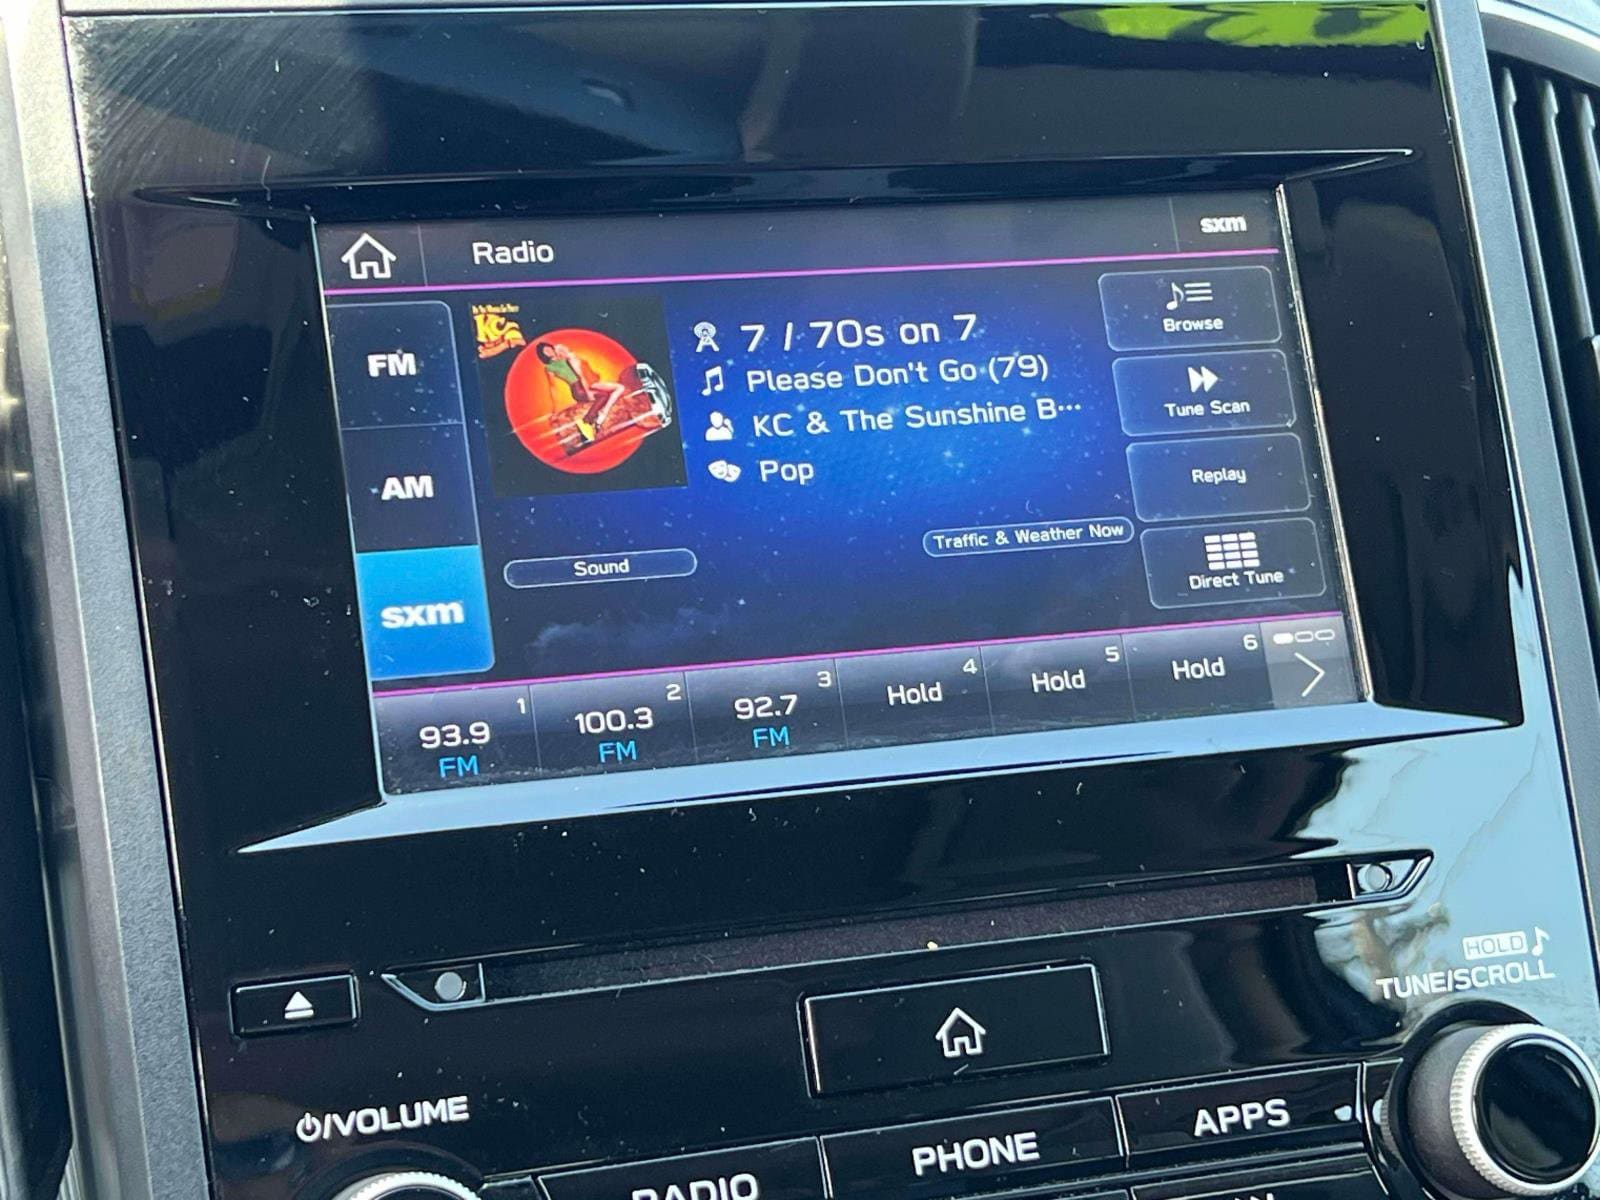 Radio
sxm
FM
AM
sxm
KC
7 / 70s on 7
Please Don't Go (79)
KC & The Sunshine B···
Pop
Browse
Tune Scan
Replay
Direct Tune
Sound
Traffic & Weather Now
1
93.9
FM
2
100.3
FM
3
92.7
FM
4
Hold
5
Hold
6
Hold
HOLD
TUNE/SCROLL
/VOLUME
RADIO
PHONE
APPS